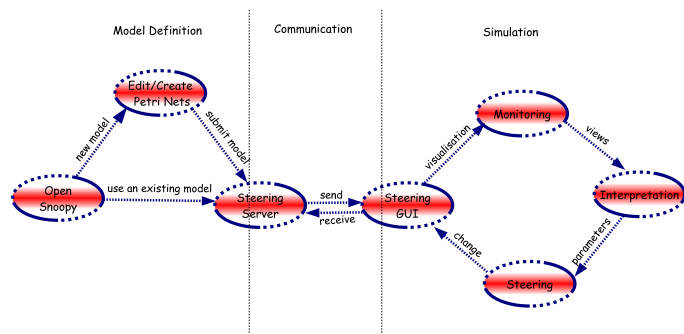 Model Definition
Communication
Simulation
Edit/Create
Petri Nets
new model
submit model
Open
Snoopy
use an existing model
Steering
Server
send
receive
Steering
GUI
visualisation
Monitoring
views
Interpretation
parameters
Steering
change